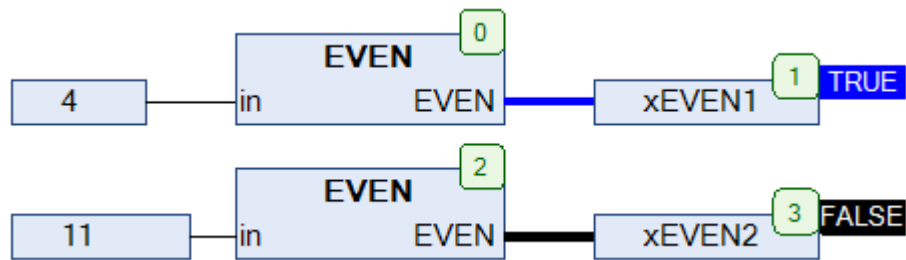 EVEN 0
4 in EVEN xEVEN1 1 TRUE
EVEN 2
11 in EVEN xEVEN2 3 FALSE